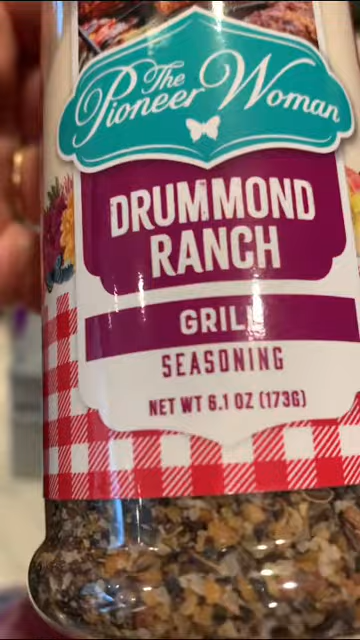 The
Pioneer Woman
DRUMMOND
RANCH
GRILL
SEASONING
NET WT 6.1 OZ (173G)